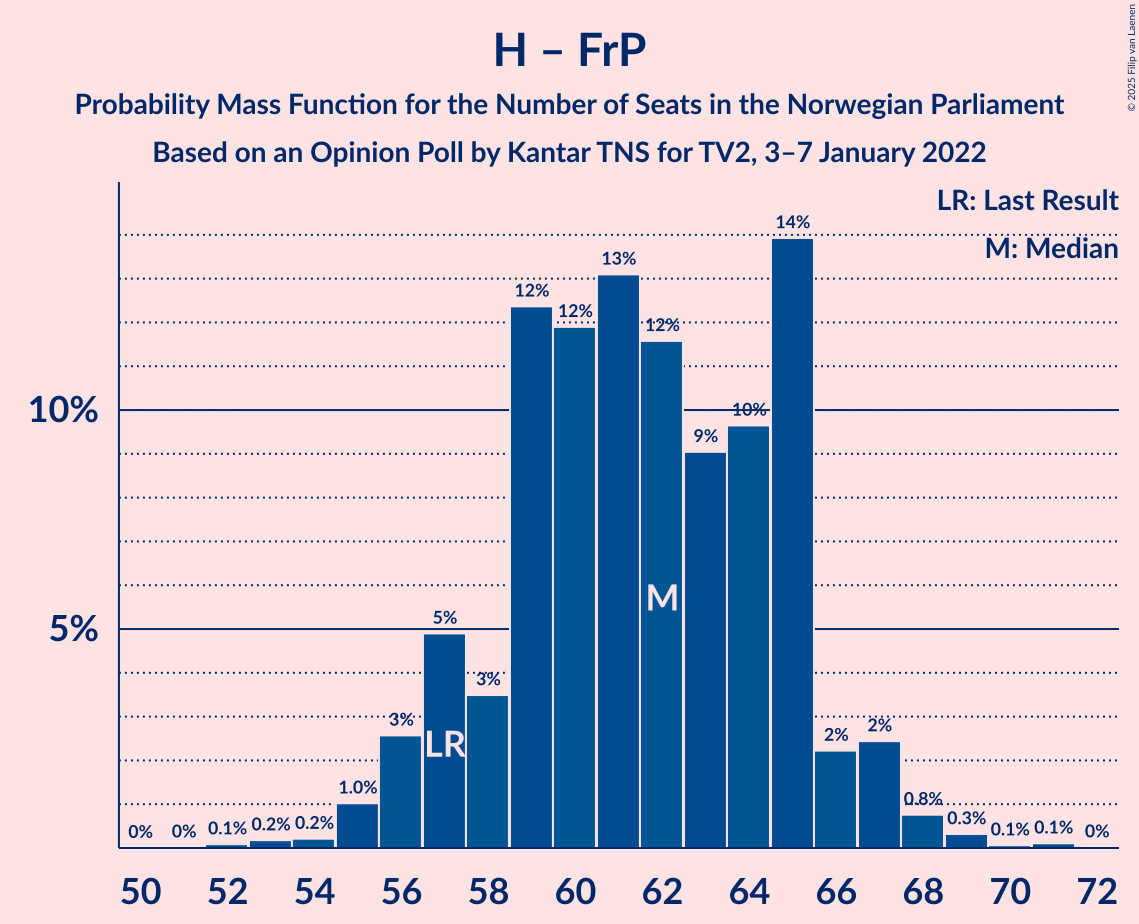 H – FrP
Probability Mass Function for the Number of Seats in the Norwegian Parliament
Based on an Opinion Poll by Kantar TNS for TV2, 3–7 January 2022
© 2025 Filip van Laenen
LR: Last Result
M: Median
10%
5%
0%
0%
0.1%
0.2%
0.2%
1.0%
3%
5%
3%
12%
12%
13%
12%
9%
10%
14%
2%
2%
0.8%
0.3%
0.1%
0.1%
0%
LR
M
50 52 54 56 58 60 62 64 66 68 70 72